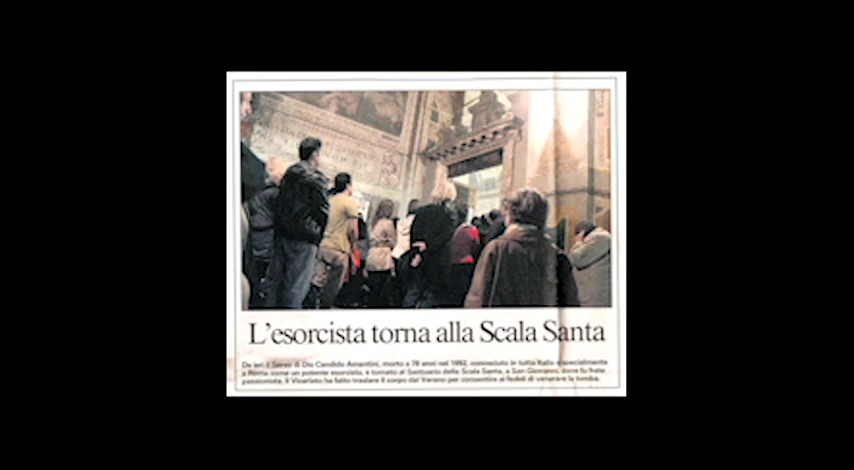 L'esorcista torna alla Scala Santa
Da ieri il Servo di Dio Candido Amantini, morto a 78 anni nel 1992, conosciuto in tutta Italia e specialmente
a Roma come un potente esorcista, è tornato al Santuario della Scala Santa, a San Giovanni, dove fu frate
passionista. Il Vicariato ha fatto traslare il corpo dal Verano per consentire ai fedeli di venerare la tomba.